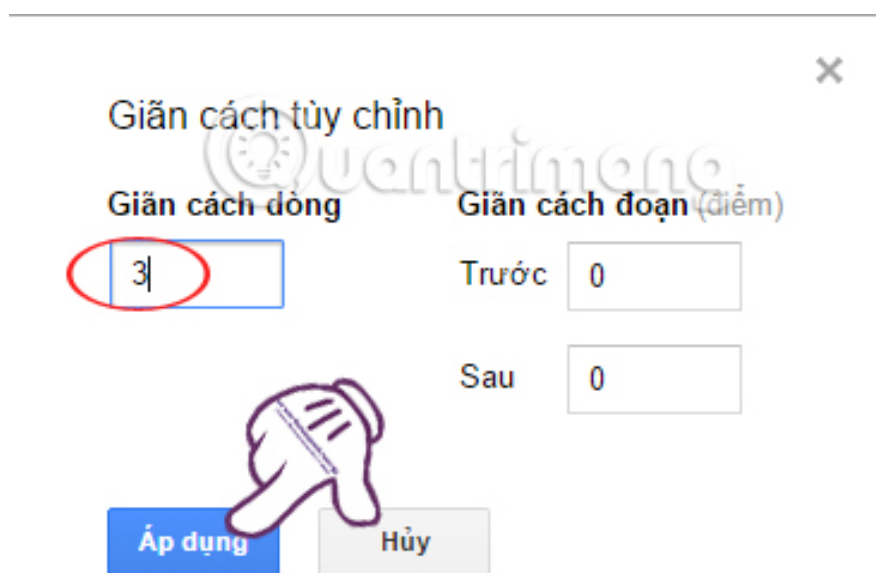 Giãn cách tùy chỉnh
Quantrimang
Giãn cách dòng
Giãn cách đoạn (điểm)
3
Trước 0
Sau 0
Áp dụng
Hủy